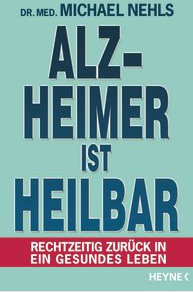 DR. MED. MICHAEL NEHLS
ALZ-
HEIMER
IST
HEILBAR
RECHTZEITIG ZURÜCK IN
EIN GESUNDES LEBEN
HEYNE<